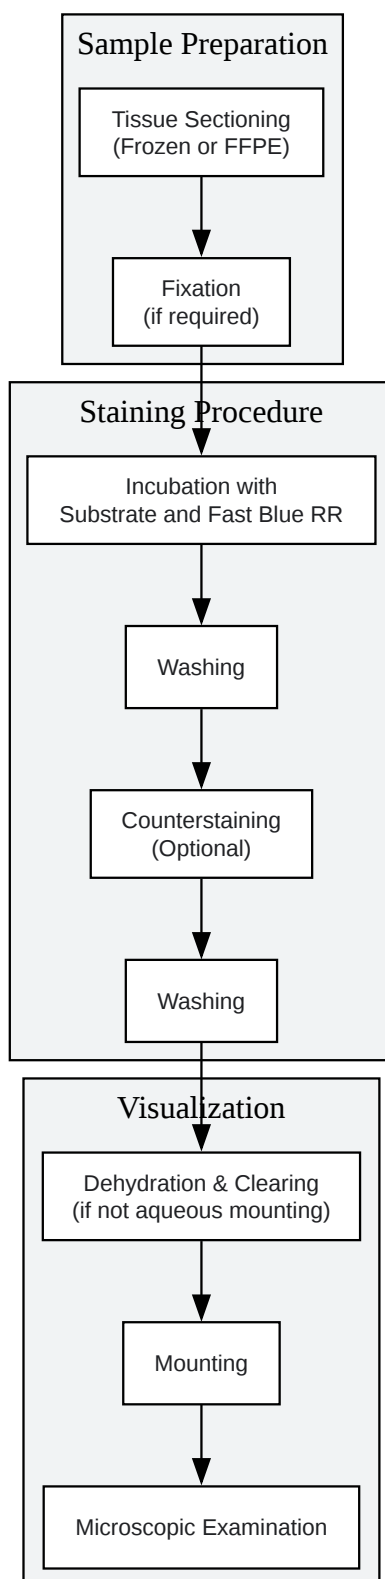 Sample Preparation
Tissue Sectioning
(Frozen or FFPE)
Fixation
(if required)
Staining Procedure
Incubation with
Substrate and Fast Blue RR
Washing
Counterstaining
(Optional)
Washing
Visualization
Dehydration & Clearing
(if not aqueous mounting)
Mounting
Microscopic Examination